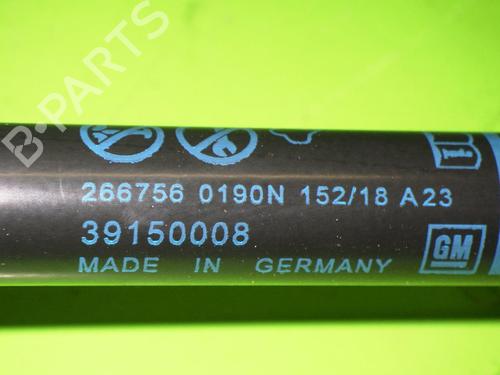 B-PARTS
266756 0190N 152/18 A23
39150008
GM
MADE IN GERMANY